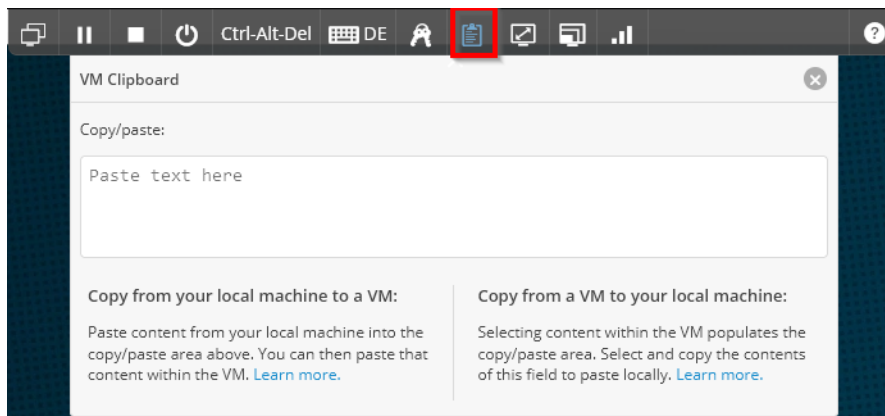 Ctrl-Alt-Del DE ?
VM Clipboard
Copy/paste:
Paste text here
Copy from your local machine to a VM:
Paste content from your local machine into the
copy/paste area above. You can then paste that
content within the VM. Learn more.
Copy from a VM to your local machine:
Selecting content within the VM populates the
copy/paste area. Select and copy the contents
of this field to paste locally. Learn more.